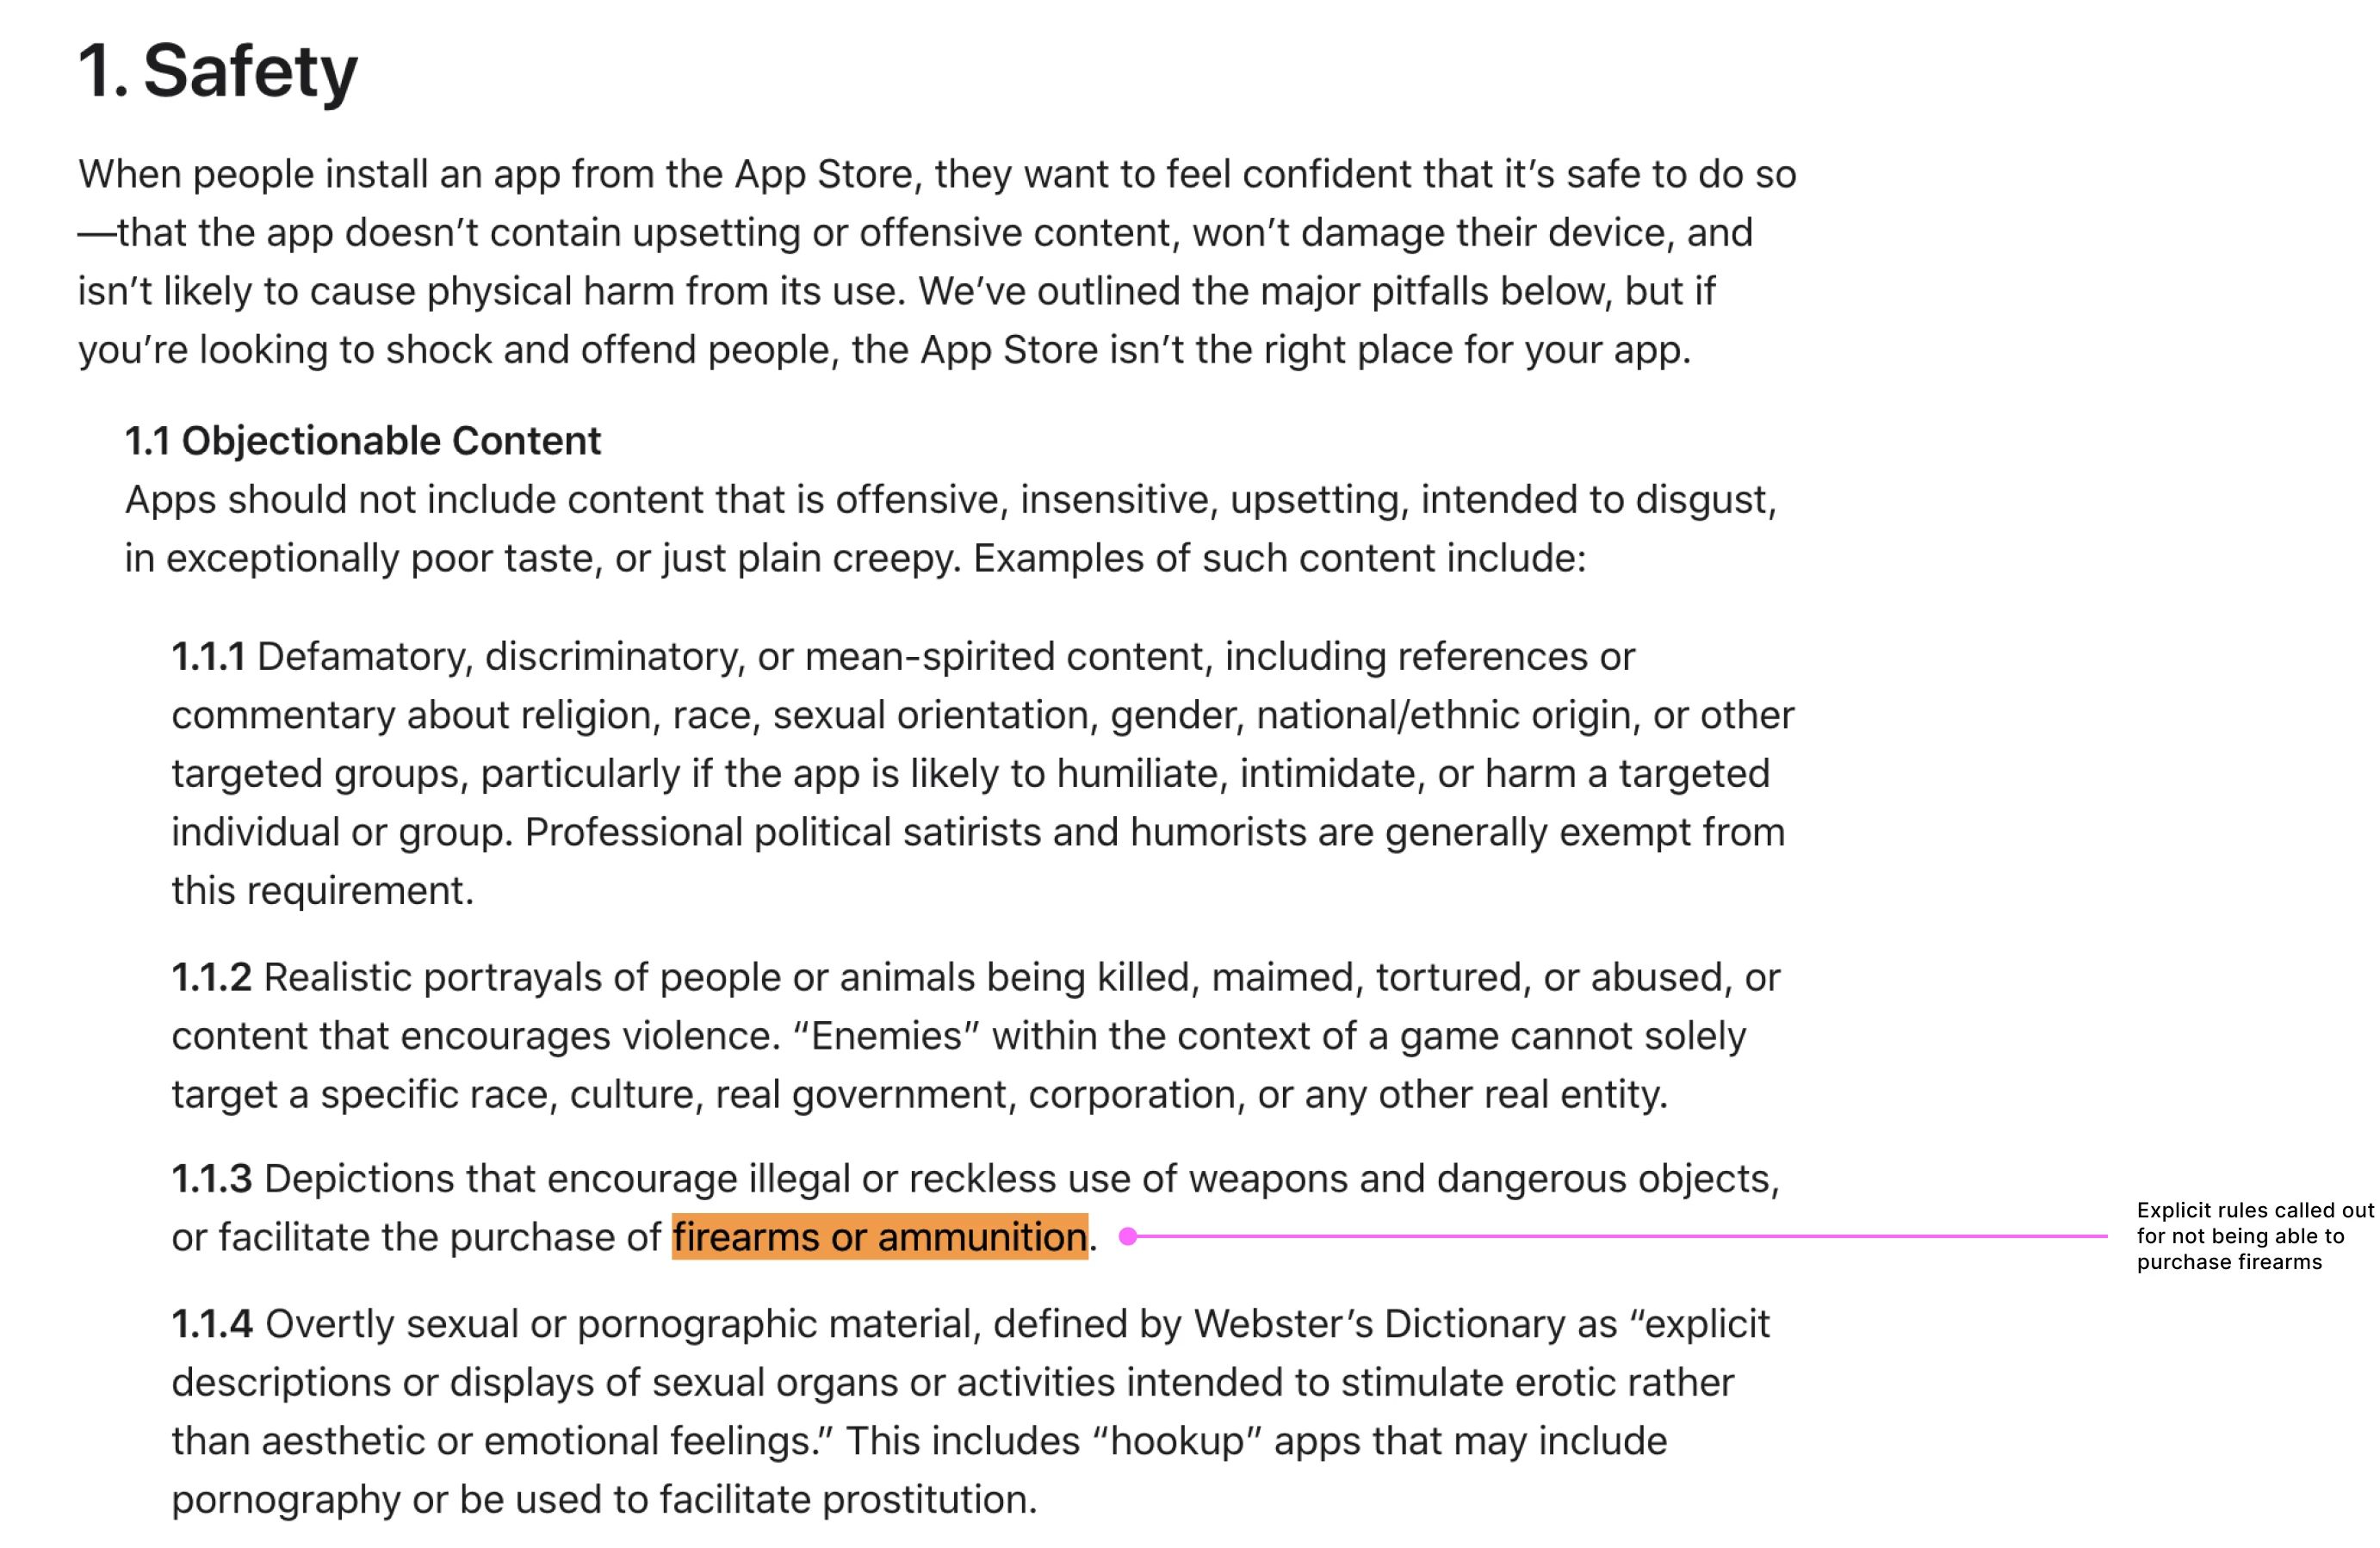 1. Safety
When people install an app from the App Store, they want to feel confident that it’s safe to do so
—that the app doesn’t contain upsetting or offensive content, won’t damage their device, and
isn’t likely to cause physical harm from its use. We’ve outlined the major pitfalls below, but if
you’re looking to shock and offend people, the App Store isn’t the right place for your app.
1.1 Objectionable Content
Apps should not include content that is offensive, insensitive, upsetting, intended to disgust,
in exceptionally poor taste, or just plain creepy. Examples of such content include:
1.1.1 Defamatory, discriminatory, or mean-spirited content, including references or
commentary about religion, race, sexual orientation, gender, national/ethnic origin, or other
targeted groups, particularly if the app is likely to humiliate, intimidate, or harm a targeted
individual or group. Professional political satirists and humorists are generally exempt from
this requirement.
1.1.2 Realistic portrayals of people or animals being killed, maimed, tortured, or abused, or
content that encourages violence. “Enemies” within the context of a game cannot solely
target a specific race, culture, real government, corporation, or any other real entity.
1.1.3 Depictions that encourage illegal or reckless use of weapons and dangerous objects,
or facilitate the purchase of firearms or ammunition.
Explicit rules called out
for not being able to
purchase firearms
1.1.4 Overtly sexual or pornographic material, defined by Webster’s Dictionary as “explicit
descriptions or displays of sexual organs or activities intended to stimulate erotic rather
than aesthetic or emotional feelings.” This includes “hookup” apps that may include
pornography or be used to facilitate prostitution.